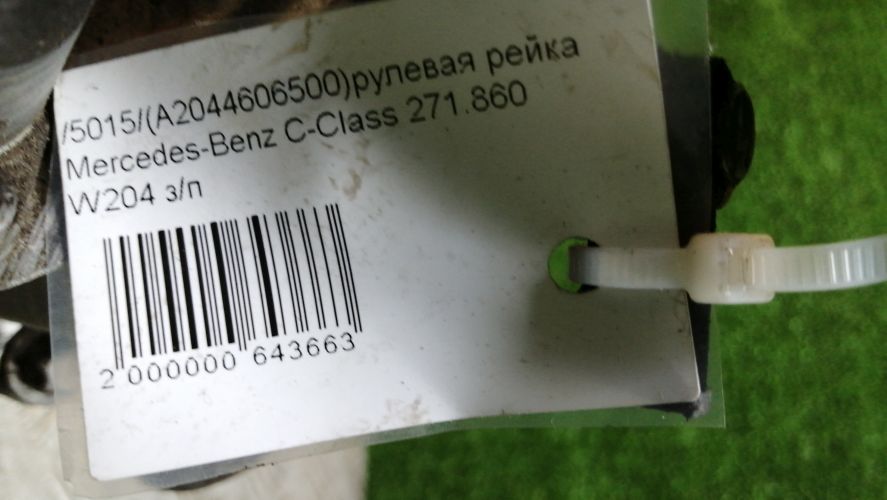 /5015/(A2044606500)рулевая рейка
Mercedes-Benz C-Class 271.860
W204 з/п
2 000000 643663